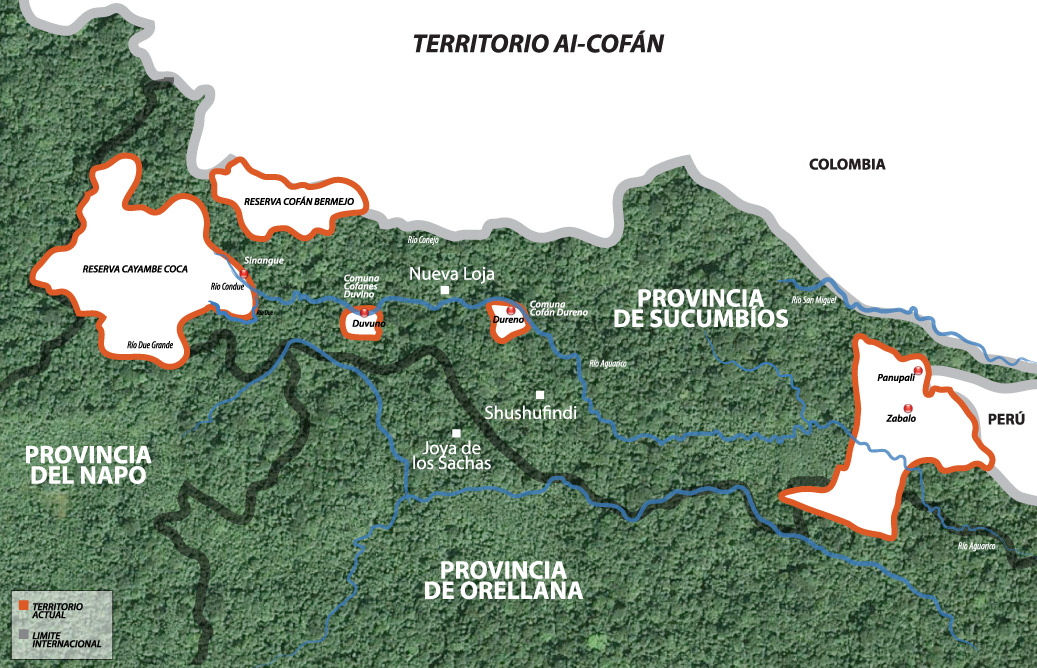 TERRITORIO AI-COFÁN
COLOMBIA
RESERVA COFÁN BERMEJO
Río Conejo
Sinangue
RESERVA CAYAMBE COCA
Nueva Loja
Comuna
Cofanes
Duvino
Río Condue
Río Due
PROVINCIA
DE SUCUMBÍOS
Río San Miguel
Comuna
Cofán Dureno
Duvuno
Dureno
Río Due Grande
Río Aguarico
Panupali
Zabalo
PERÚ
Shushufindi
Joya de
los Sachas
PROVINCIA
DEL NAPO
Río Aguarico
PROVINCIA
DE ORELLANA
TERRITORIO
ACTUAL
LIMITE
INTERNACIONAL